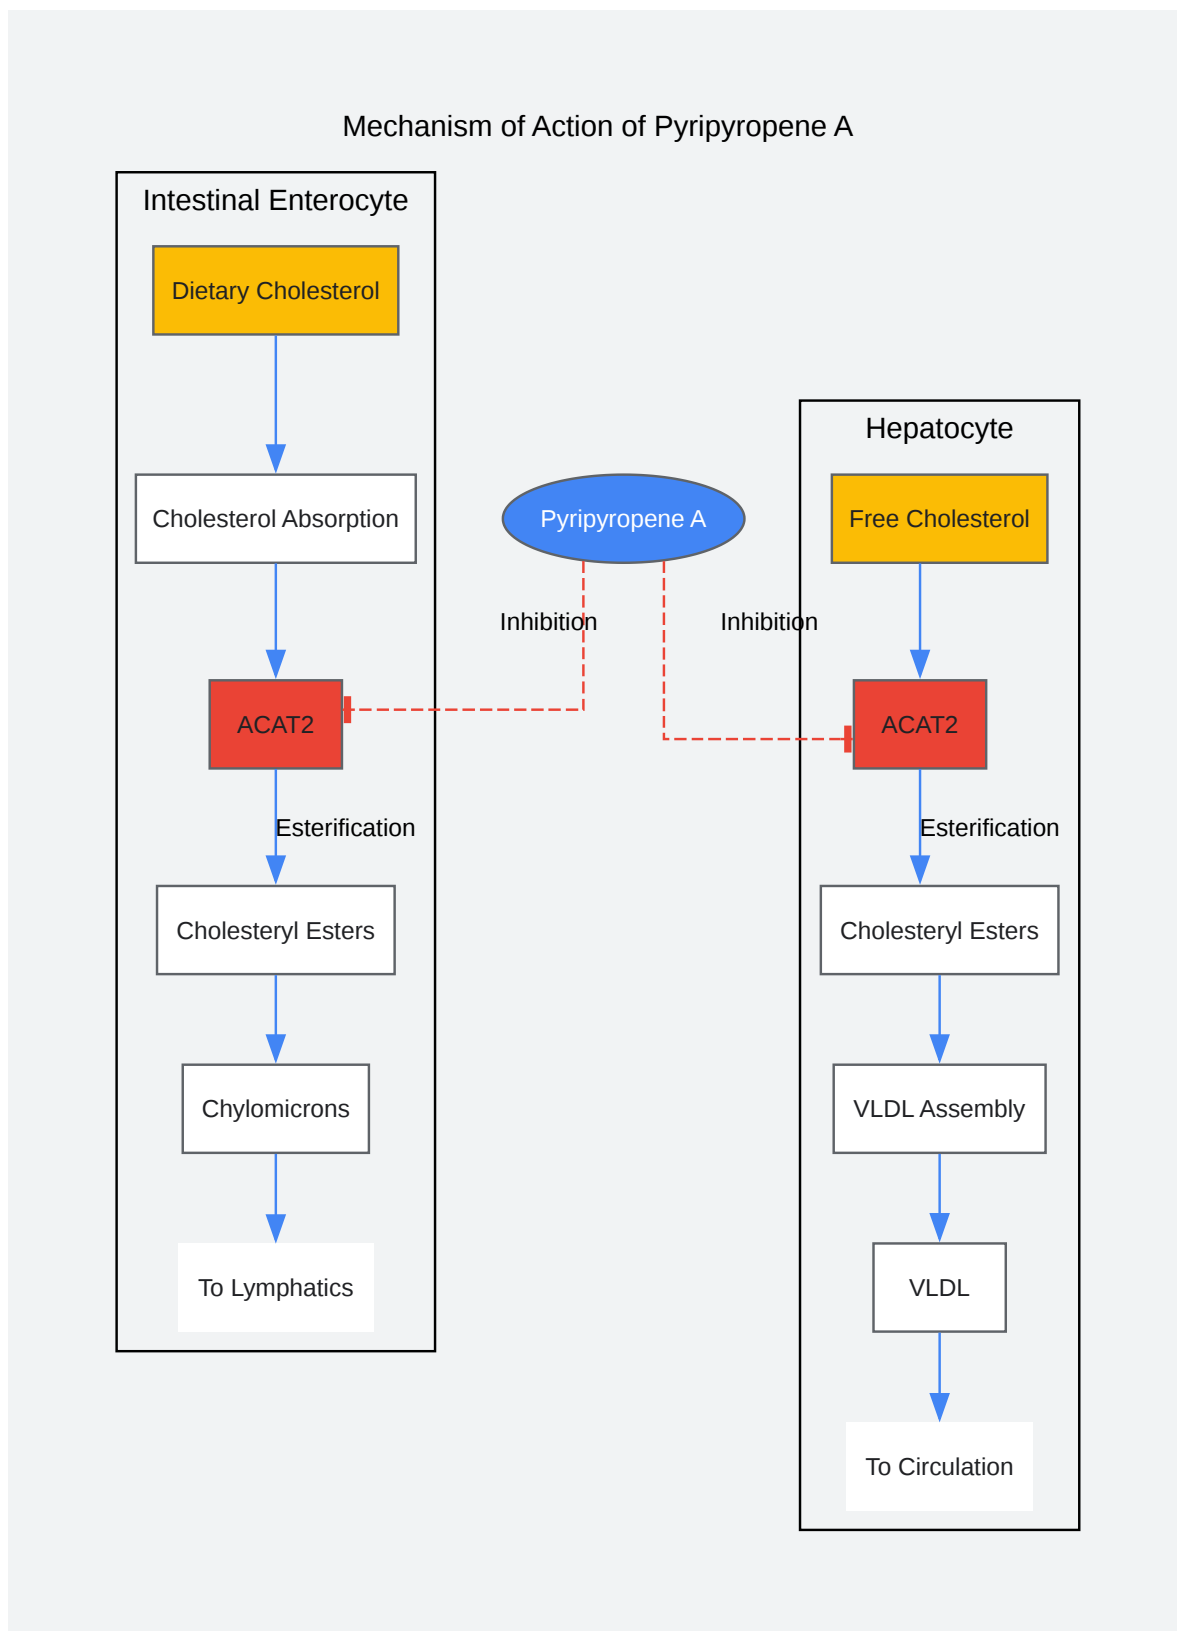 Mechanism of Action of Pyripyropene A
Intestinal Enterocyte
Dietary Cholesterol
Cholesterol Absorption
ACAT2
Esterification
Cholesteryl Esters
Chylomicrons
To Lymphatics
Pyripyropene A
Inhibition
Inhibition
Hepatocyte
Free Cholesterol
ACAT2
Esterification
Cholesteryl Esters
VLDL Assembly
VLDL
To Circulation